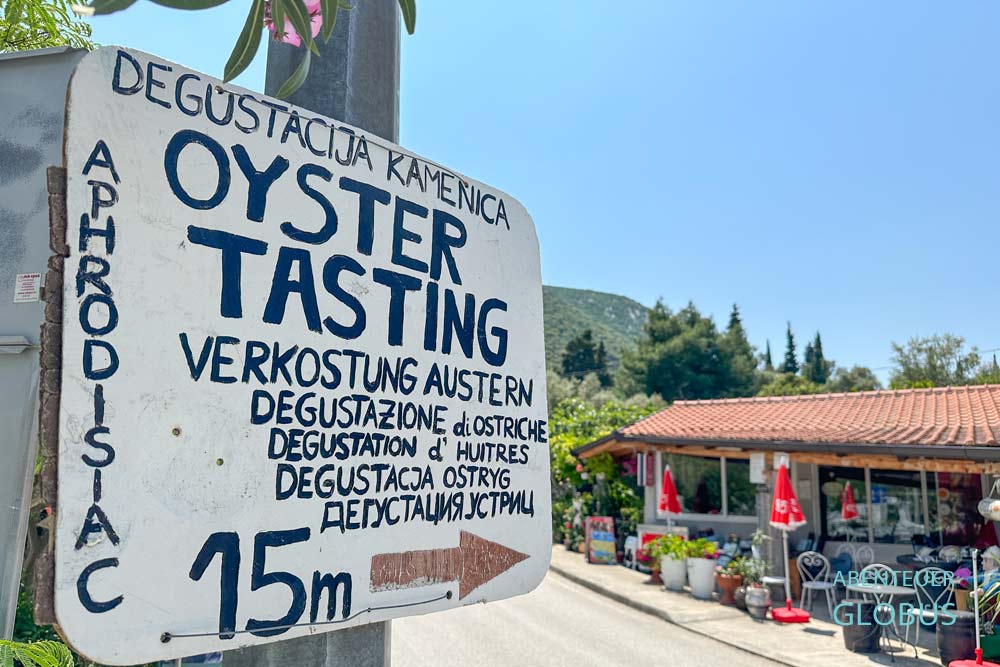 DEGUSTACIJA KAMENICA
APHRODISIAC
OYSTER
TASTING
VERKOSTUNG AUSTERN
DEGUSTAZIONE di OSTRICHE
DEGUSTATION d' HUITRES
DEGUSTACJA OSTRYG
ДЕГУСТАЦИЯ УСТРИЦ
15m
ABENTEUER
GLOBUS